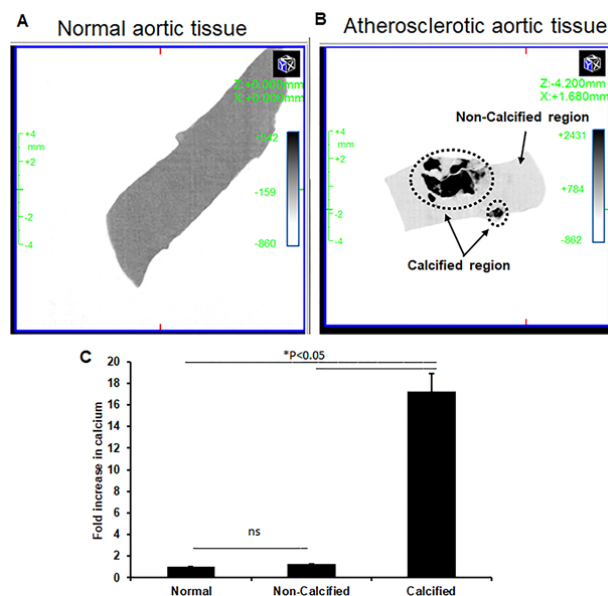 A Normal aortic tissue
Z:+0.000mm
X:+0.000mm
+4
mm
+2
-2
-4
-159
-860
B Atherosclerotic aortic tissue
Z:-4.200mm
X:+1.680mm
Non-Calcified region
+4
mm
+2
-2
-4
+2431
+784
-862
Calcified region
C
Fold increase in calcium
20
18
16
14
12
10
8
6
4
2
0
*P<0.05
ns
Normal Non-Calcified Calcified